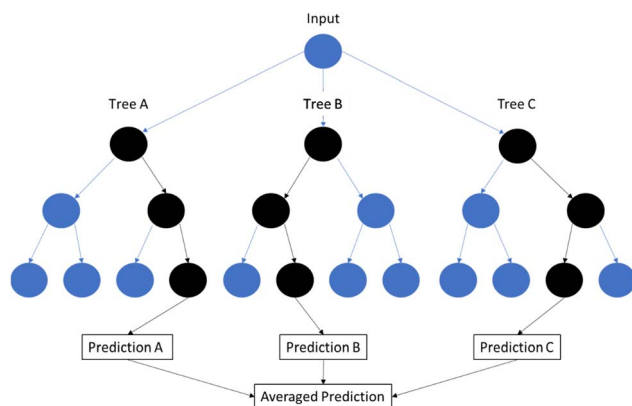 Input
Tree A
Tree B
Tree C
Prediction A
Prediction B
Prediction C
Averaged Prediction